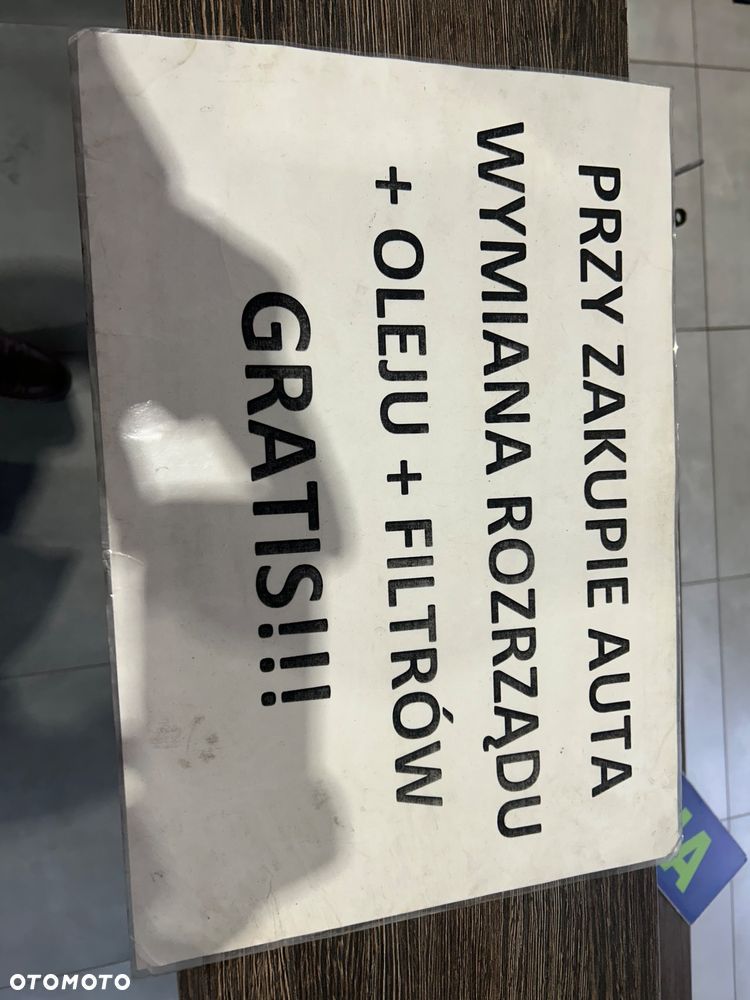 PRZY ZAKUPIE AUTA
WYMIANA ROZRZĄDU
+ OLEJU + FILTRÓW
GRATIS!!!
OTOMOTO